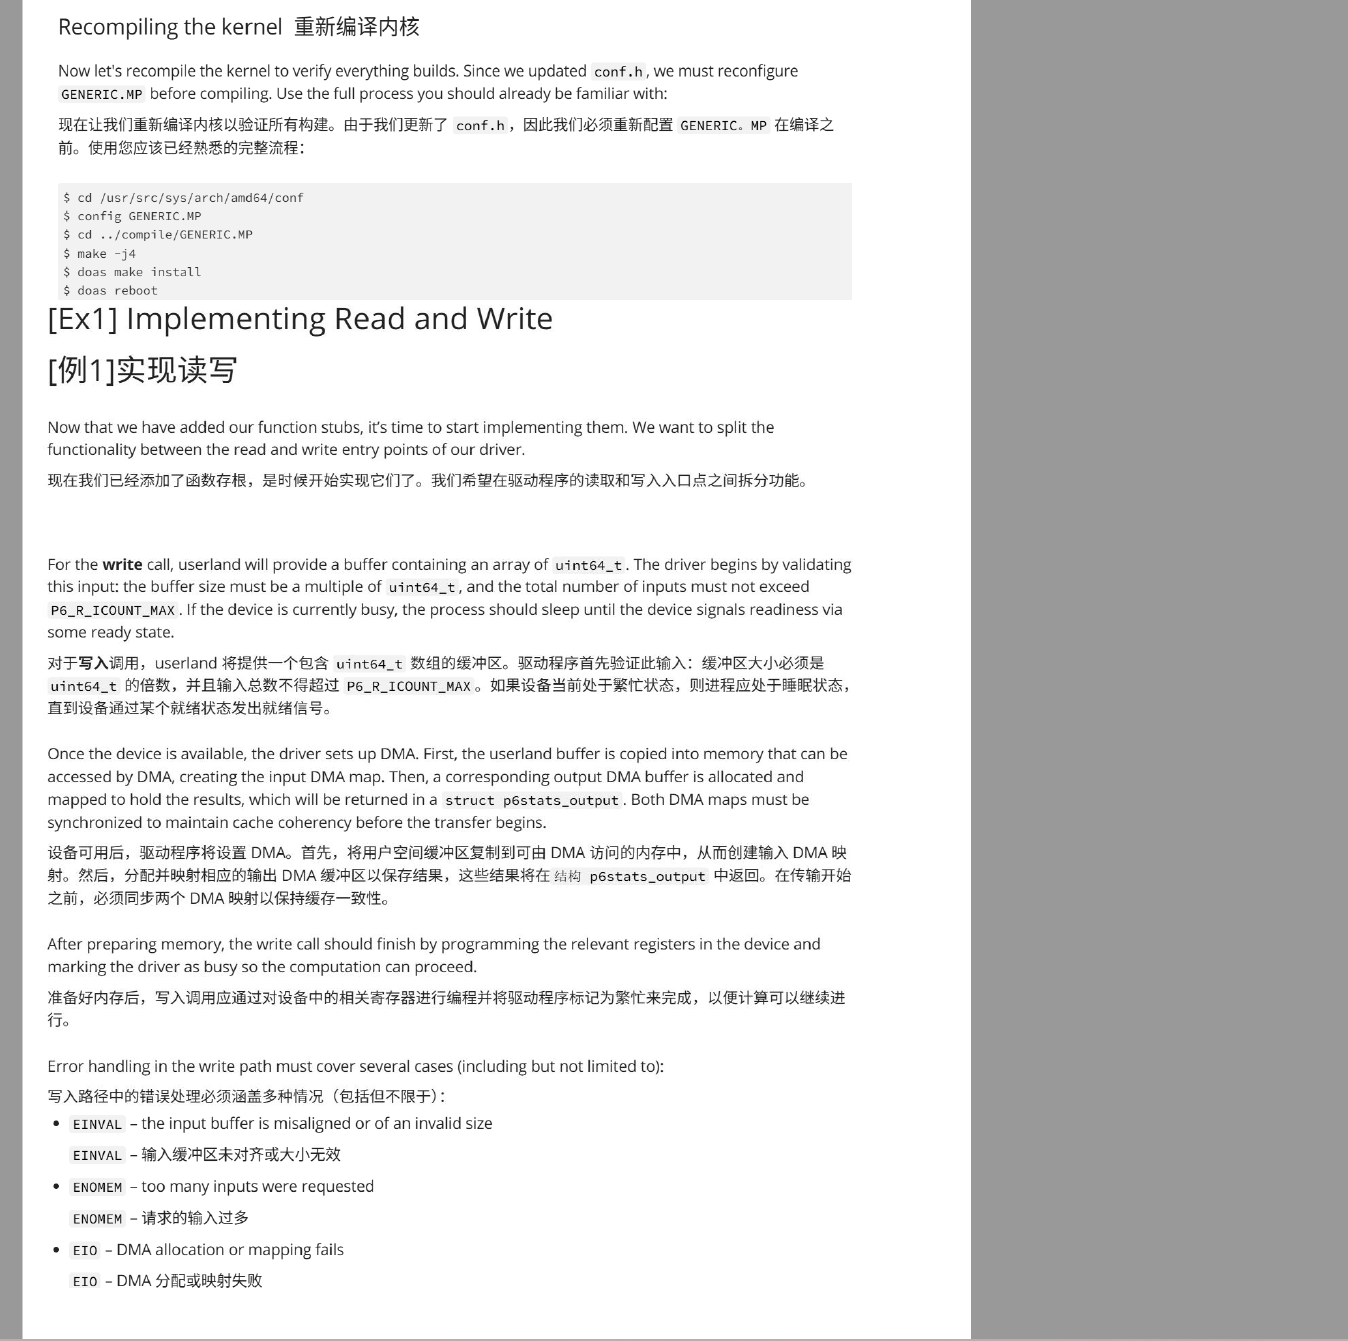 Recompiling the kernel 重新编译内核
Now let's recompile the kernel to verify everything builds. Since we updated conf.h, we must reconfigure
GENERIC.MP before compiling. Use the full process you should already be familiar with:
现在让我们重新编译内核以验证所有构建。由于我们更新了 conf.h，因此我们必须重新配置 GENERIC。MP 在编译之
前。使用您应该已经熟悉的完整流程：
$ cd /usr/src/sys/arch/amd64/conf
$ config GENERIC.MP
$ cd ../compile/GENERIC.MP
$ make -j4
$ doas make install
$ doas reboot
[Ex1] Implementing Read and Write
[例1]实现读写
Now that we have added our function stubs, it's time to start implementing them. We want to split the
functionality between the read and write entry points of our driver.
现在我们已经添加了函数存根，是时候开始实现它们了。我们希望在驱动程序的读取和写入入口点之间拆分功能。
For the write call, userland will provide a buffer containing an array of uint64_t. The driver begins by validating
this input: the buffer size must be a multiple of uint64_t, and the total number of inputs must not exceed
P6_R_ICOUNT_MAX. If the device is currently busy, the process should sleep until the device signals readiness via
some ready state.
对于写入调用，userland 将提供一个包含 uint64_t 数组的缓冲区。驱动程序首先验证此输入：缓冲区大小必须是
uint64_t 的倍数，并且输入总数不得超过 P6_R_ICOUNT_MAX。如果设备当前处于繁忙状态，则进程应处于睡眠状态，
直到设备通过某个就绪状态发出就绪信号。
Once the device is available, the driver sets up DMA. First, the userland buffer is copied into memory that can be
accessed by DMA, creating the input DMA map. Then, a corresponding output DMA buffer is allocated and
mapped to hold the results, which will be returned in a struct p6stats_output. Both DMA maps must be
synchronized to maintain cache coherency before the transfer begins.
设备可用后，驱动程序将设置 DMA。首先，将用户空间缓冲区复制到可由 DMA 访问的内存中，从而创建输入 DMA 映
射。然后，分配并映射相应的输出 DMA 缓冲区以保存结果，这些结果将在 结构 p6stats_output 中返回。在传输开始
之前，必须同步两个 DMA 映射以保持缓存一致性。
After preparing memory, the write call should finish by programming the relevant registers in the device and
marking the driver as busy so the computation can proceed.
准备好内存后，写入调用应通过对设备中的相关寄存器进行编程并将驱动程序标记为繁忙来完成，以便计算可以继续进
行。
Error handling in the write path must cover several cases (including but not limited to):
写入路径中的错误处理必须涵盖多种情况（包括但不限于）：
• EINVAL – the input buffer is misaligned or of an invalid size
EINVAL – 输入缓冲区未对齐或大小无效
• ENOMEM – too many inputs were requested
ENOMEM – 请求的输入过多
• EIO – DMA allocation or mapping fails
EIO – DMA 分配或映射失败